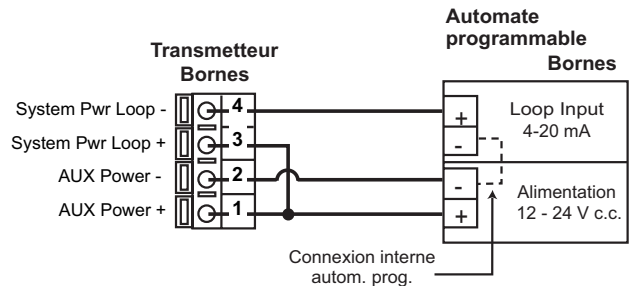 Automate
programmable
Bornes
Transmetteur
Bornes
System Pwr Loop - 4
System Pwr Loop + 3
AUX Power - 2
AUX Power + 1
+ Loop Input
- 4-20 mA
- Alimentation
+ 12 - 24 V c.c.
Connexion interne
autom. prog.